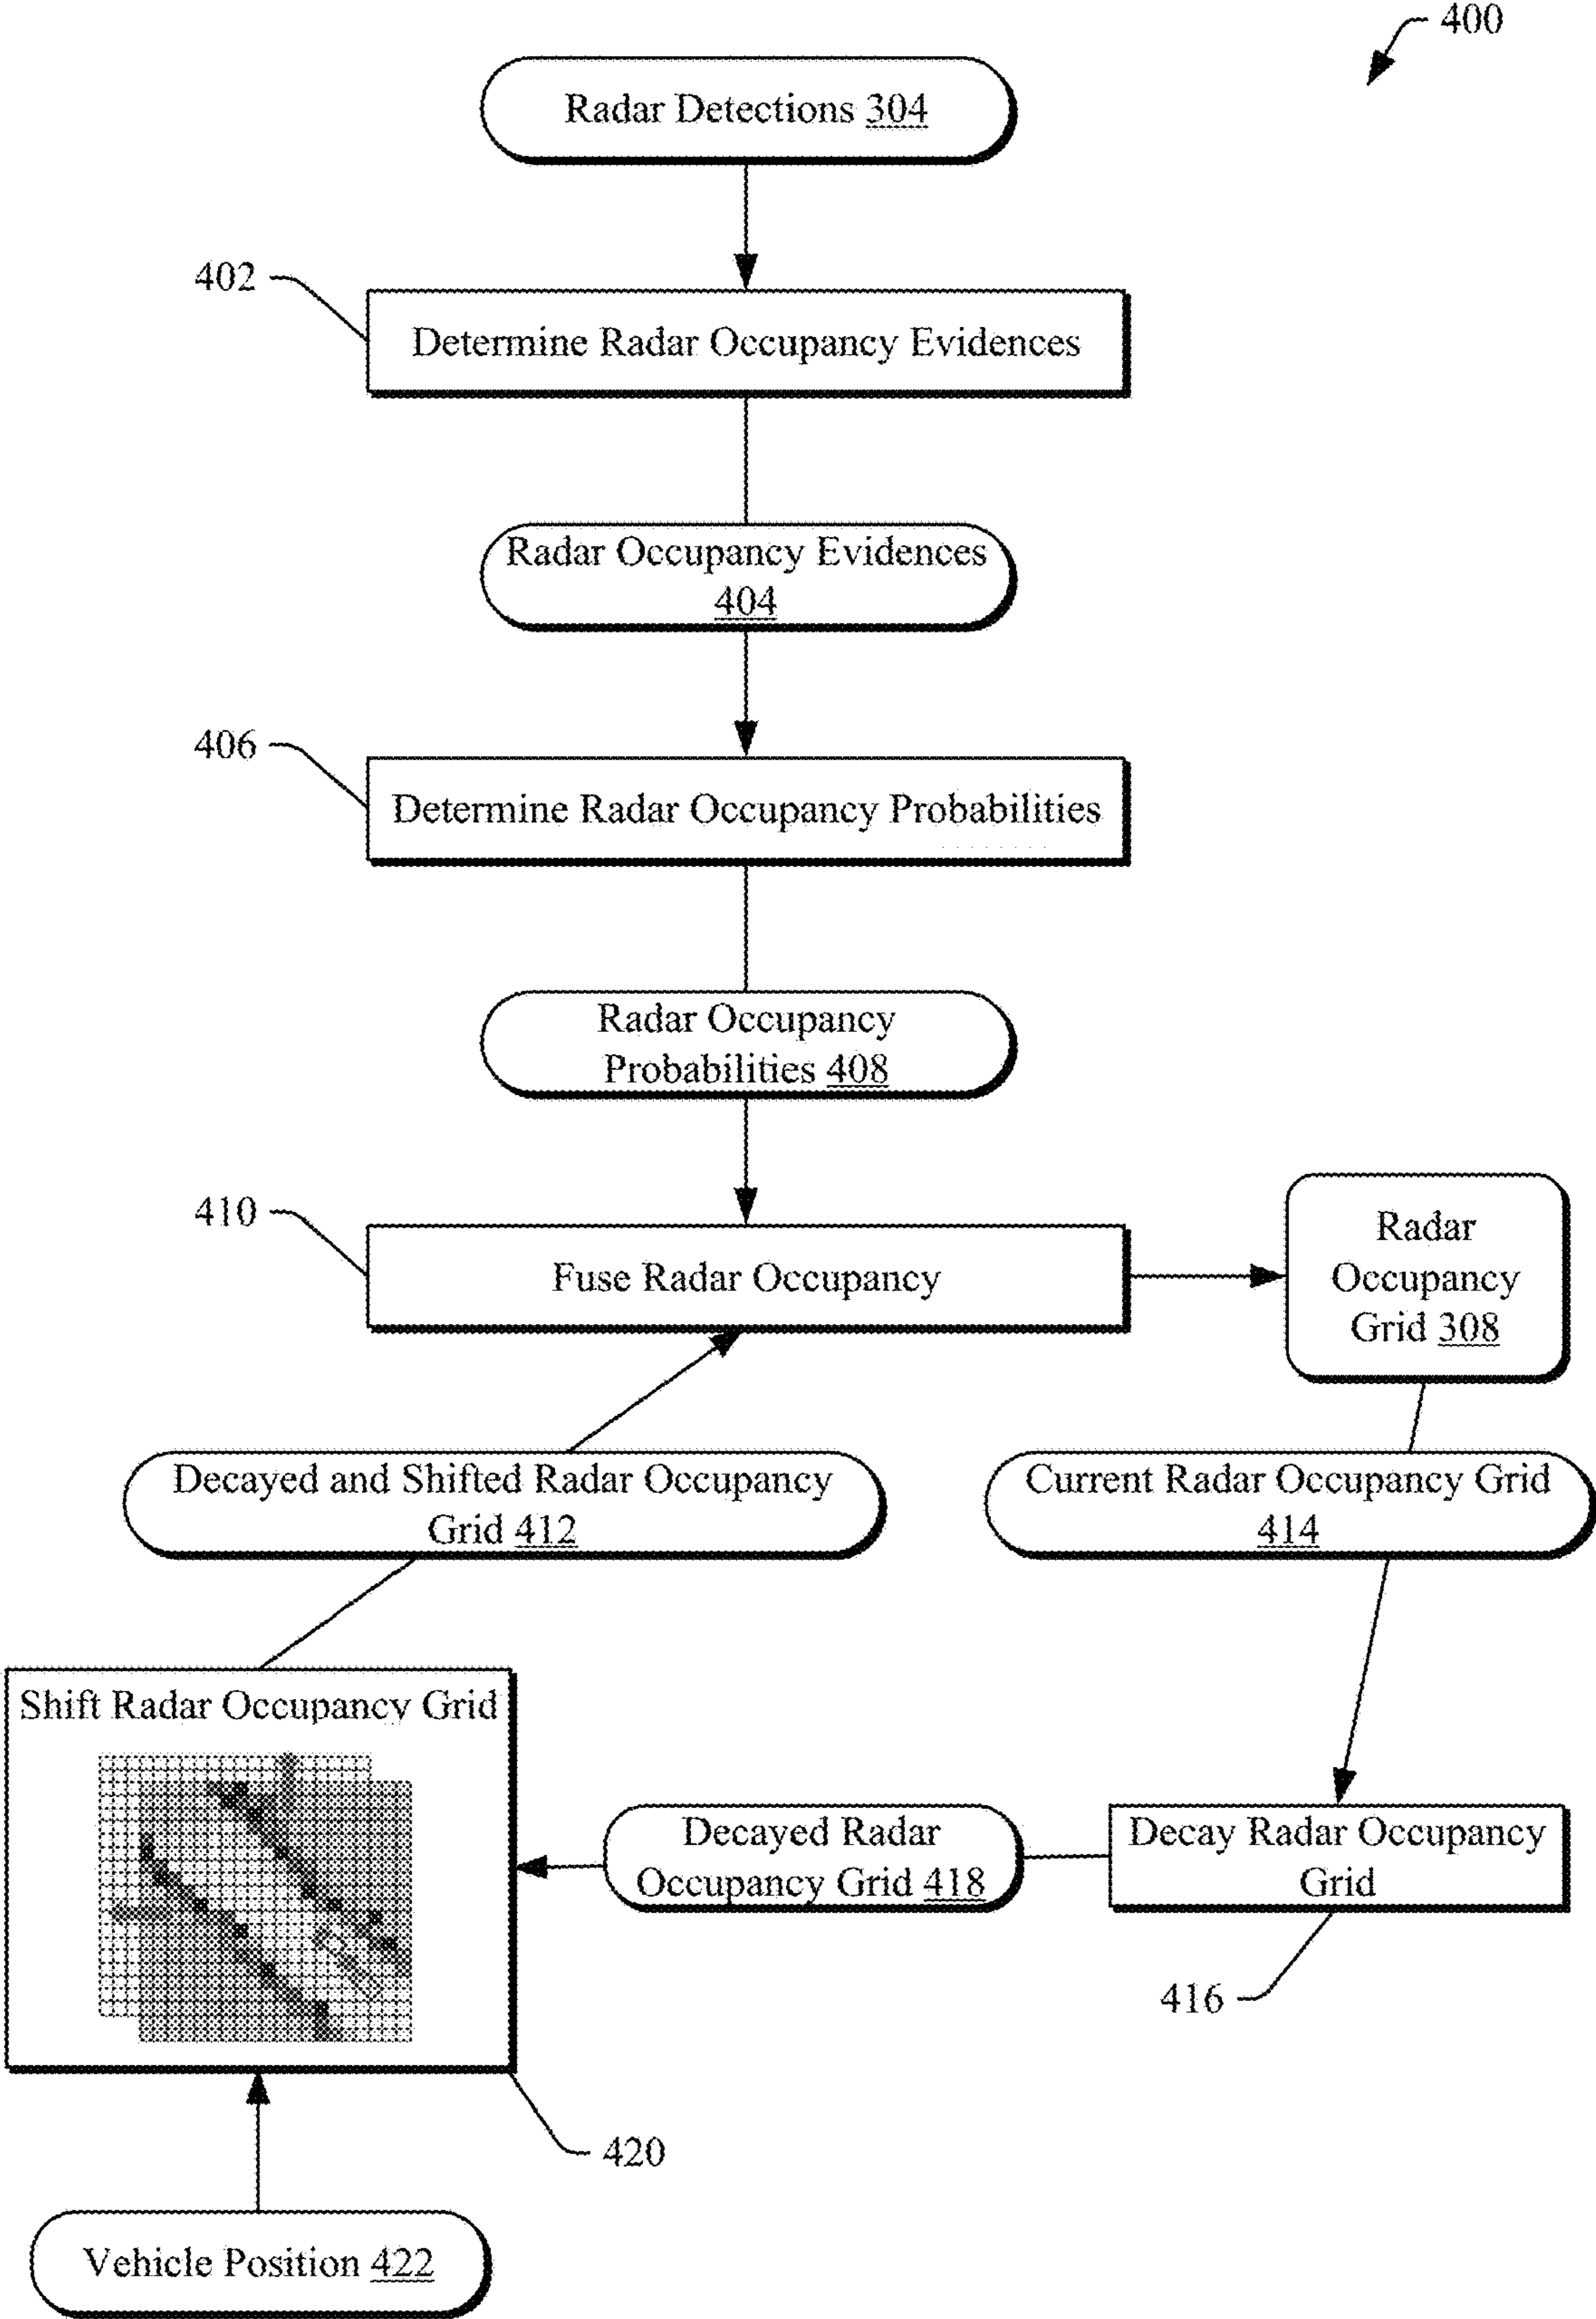 400
Radar Detections 304
402
Determine Radar Occupancy Evidences
Radar Occupancy Evidences
404
406
Determine Radar Occupancy Probabilities
Radar Occupancy
Probabilities 408
410
Fuse Radar Occupancy
Radar
Occupancy
Grid 308
Decayed and Shifted Radar Occupancy
Grid 412
Current Radar Occupancy Grid
414
Shift Radar Occupancy Grid
Decayed Radar
Occupancy Grid 418
Decay Radar Occupancy
Grid
416
420
Vehicle Position 422